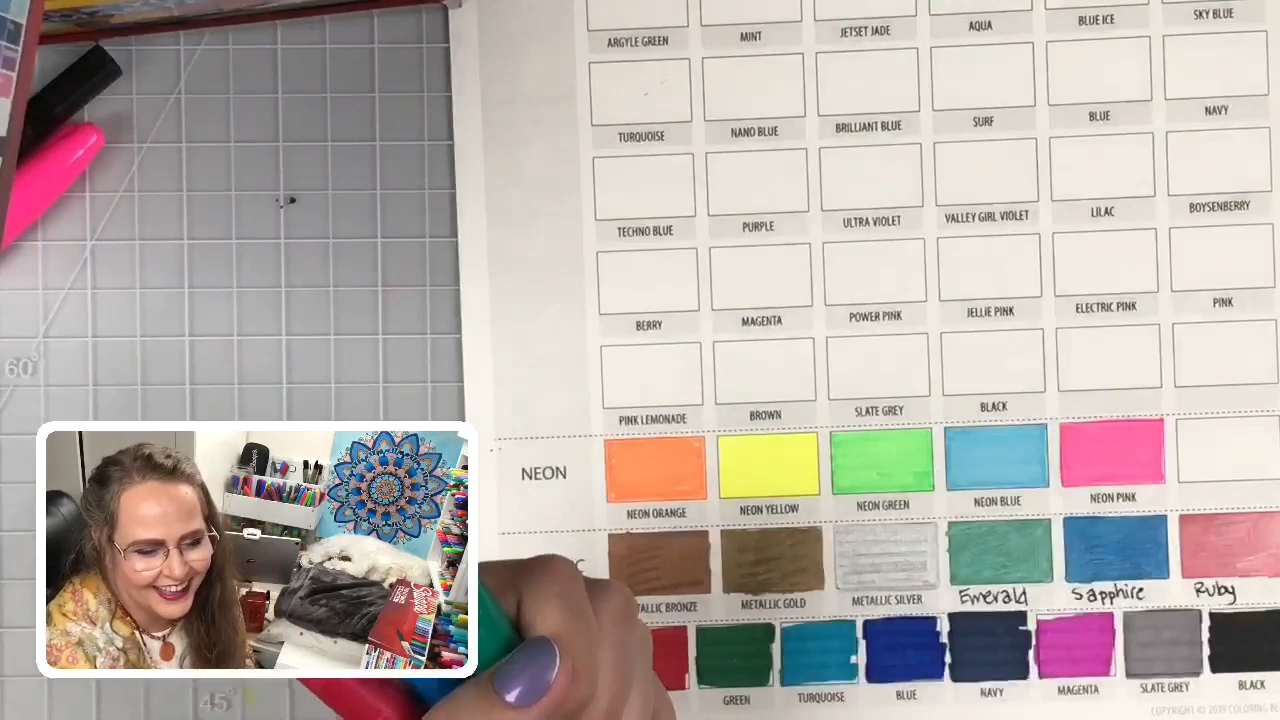 ARGYLE GREEN MINT JETSET JADE AQUA BLUE ICE SKY BLUE
TURQUOISE NANO BLUE BRILLIANT BLUE SURF BLUE NAVY
TECHNO BLUE PURPLE ULTRA VIOLET VALLEY GIRL VIOLET LILAC BOYSENBERRY
BERRY MAGENTA POWER PINK JELLIE PINK ELECTRIC PINK PINK
PINK LEMONADE BROWN SLATE GREY BLACK
NEON
NEON ORANGE NEON YELLOW NEON GREEN NEON BLUE NEON PINK
METALLIC GOLD METALLIC SILVER Emerald Sapphire Ruby
GREEN TURQUOISE BLUE NAVY MAGENTA SLATE GREY BLACK
COPYRIGHT © 2019 COLORING
60°
45°